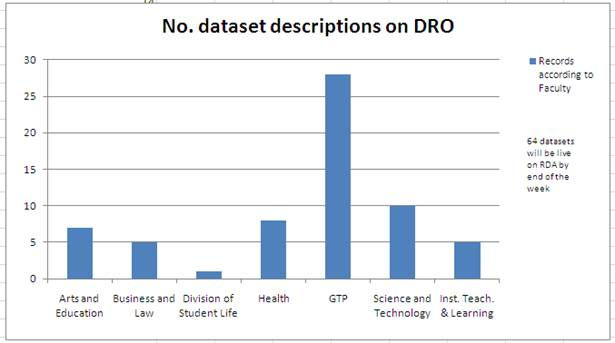 No. dataset descriptions on DRO
30
25
20
15
10
5
0
Arts and
Education
Business and
Law
Division of
Student Life
Health
GTP
Science and
Technology
Inst. Teach.
& Learning
Records
according to
Faculty
64 datasets
will be live
on RDA by
end of the
week